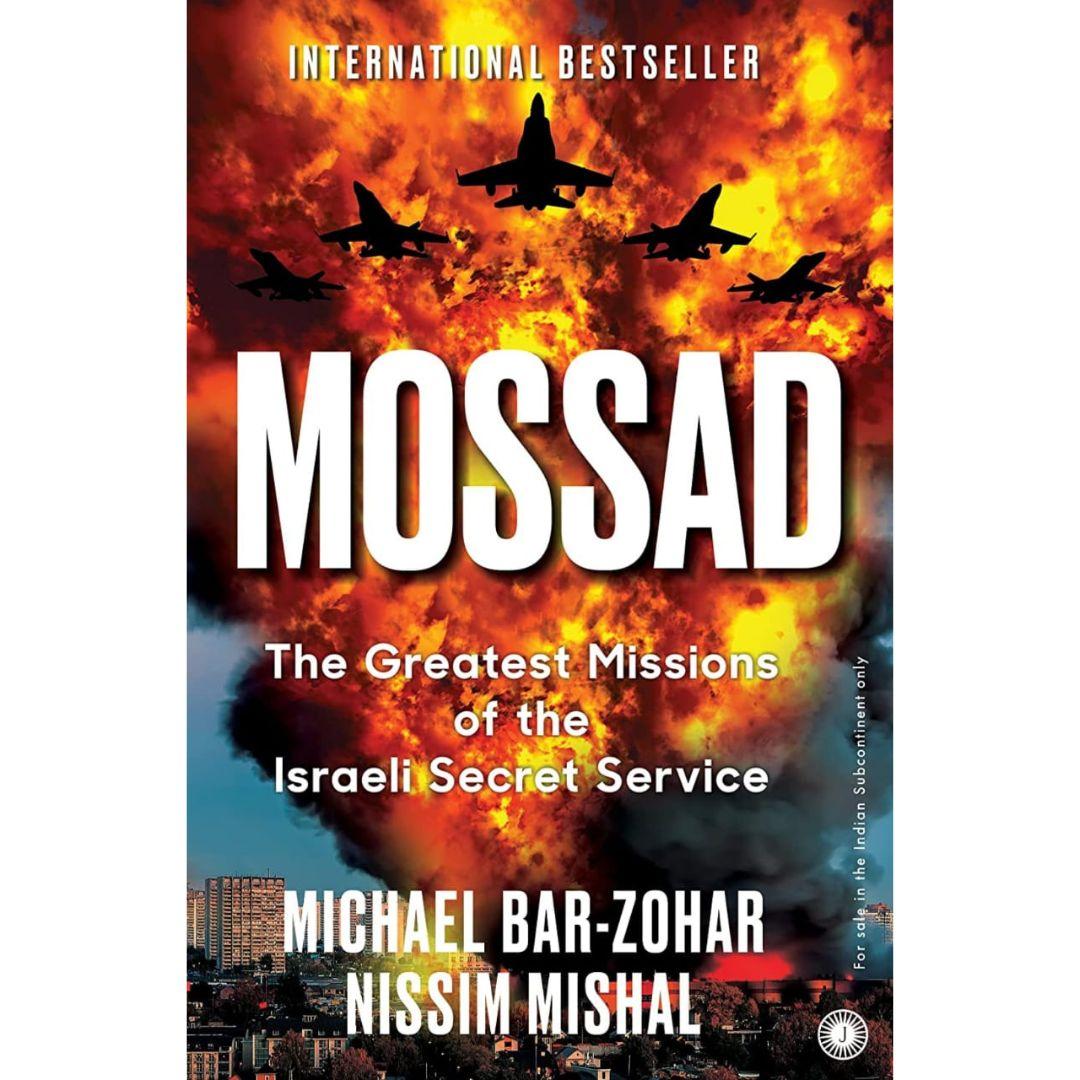 INTERNATIONAL BESTSELLER
MOSSAD
The Greatest Missions
of the
Israeli Secret Service
For sale in the Indian Subcontinent only
MICHAEL BAR-ZOHAR
NISSIM MISHAL
J